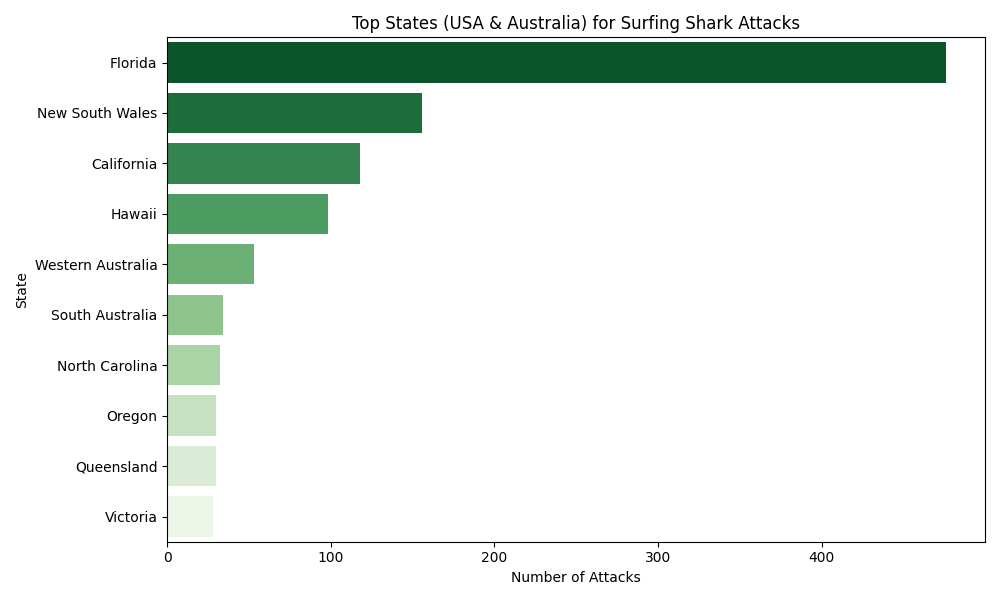 Top States (USA & Australia) for Surfing Shark Attacks
State
Florida
New South Wales
California
Hawaii
Western Australia
South Australia
North Carolina
Oregon
Queensland
Victoria
0 100 200 300 400
Number of Attacks